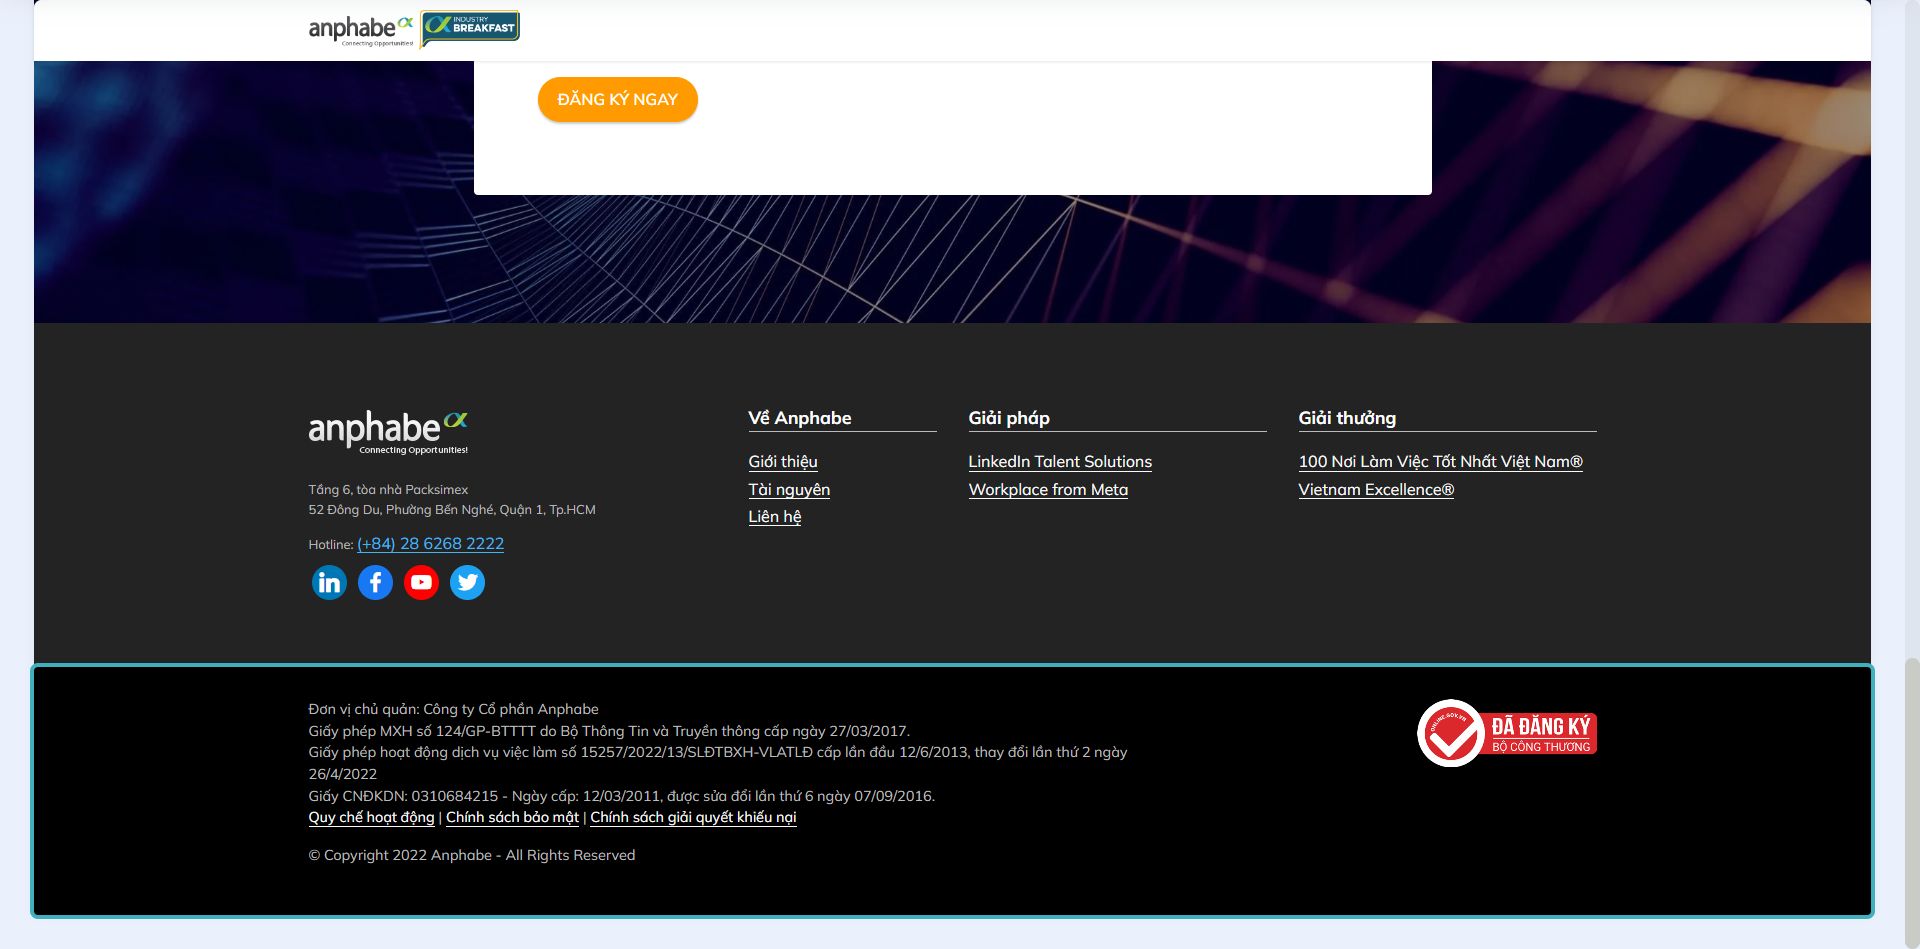 anphabe
Connecting Opportunities!
INDUSTRY
BREAKFAST
ĐĂNG KÝ NGAY
anphabe
Connecting Opportunities!
Tầng 6, tòa nhà Packsimex
52 Đông Du, Phường Bến Nghé, Quận 1, Tp.HCM
Hotline: (+84) 28 6268 2222
Về Anphabe
Giới thiệu
Tài nguyên
Liên hệ
Giải pháp
LinkedIn Talent Solutions
Workplace from Meta
Giải thưởng
100 Nơi Làm Việc Tốt Nhất Việt Nam®
Vietnam Excellence®
Đơn vị chủ quản: Công ty Cổ phần Anphabe
Giấy phép MXH số 124/GP-BTTTT do Bộ Thông Tin và Truyền thông cấp ngày 27/03/2017.
Giấy phép hoạt động dịch vụ việc làm số 15257/2022/13/SLĐTBXH-VLATLĐ cấp lần đầu 12/6/2013, thay đổi lần thứ 2 ngày
26/4/2022
Giấy CNĐKDN: 0310684215 - Ngày cấp: 12/03/2011, được sửa đổi lần thứ 6 ngày 07/09/2016.
Quy chế hoạt động | Chính sách bảo mật | Chính sách giải quyết khiếu nại
© Copyright 2022 Anphabe - All Rights Reserved
ONLINE.GOV.VN
ĐÃ ĐĂNG KÝ
BỘ CÔNG THƯƠNG